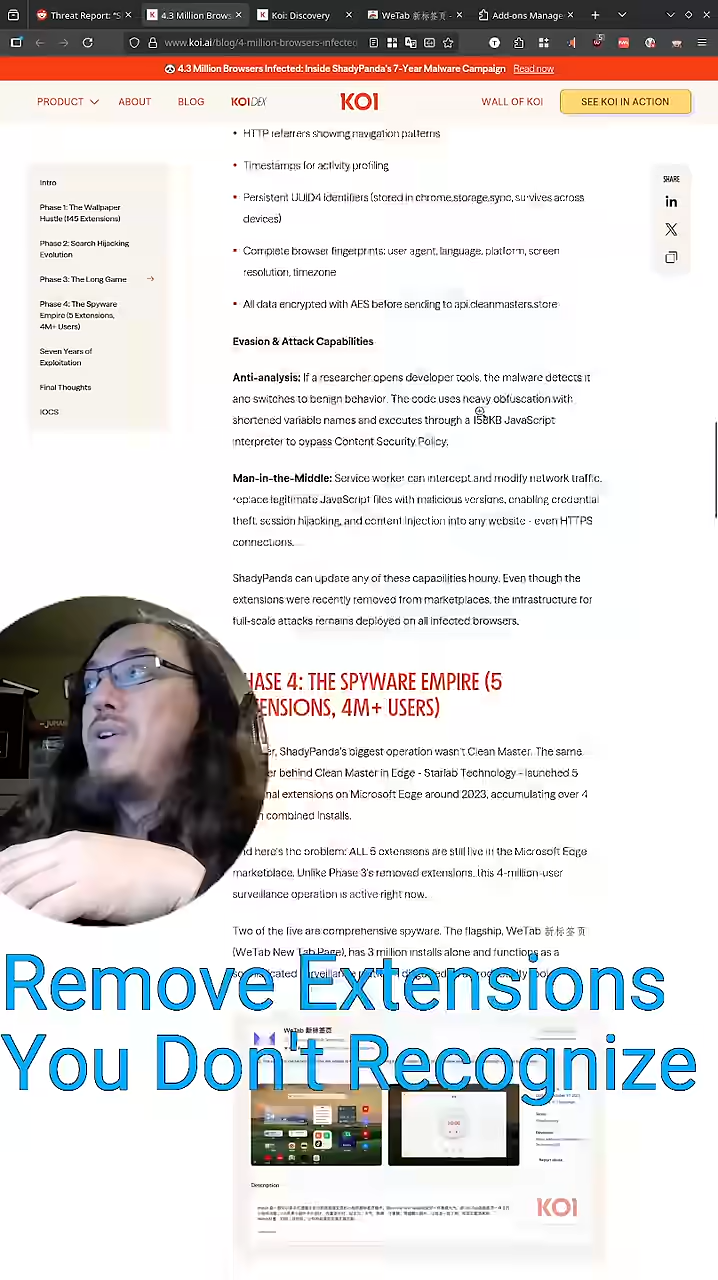 Threat Report: "S
4.3 Million Brows
Koi: Discovery
WeTab 新标签页 -
Add-ons Manage
www.koi.ai/blog/4-million-browsers-infected
4.3 Million Browsers Infected: Inside ShadyPanda's 7-Year Malware Campaign Read now
PRODUCT
ABOUT
BLOG
KOIDEX
KOI
WALL OF KOI
SEE KOI IN ACTION
Intro
Phase 1: The Wallpaper
Hustle (145 Extensions)
Phase 2: Search Hijacking
Evolution
Phase 3: The Long Game
Phase 4: The Spyware
Empire (5 Extensions,
4M+ Users)
Seven Years of
Exploitation
Final Thoughts
IOCS
SHARE
in
X
• HTTP referrers showing navigation patterns
• Timestamps for activity profiling
• Persistent UUID4 identifiers (stored in chrome.storage.sync, survives across
devices)
• Complete browser fingerprints: user agent, language, platform, screen
resolution, timezone
• All data encrypted with AES before sending to api.cleanmasters.store
Evasion & Attack Capabilities
Anti-analysis: If a researcher opens developer tools, the malware detects it
and switches to benign behavior. The code uses heavy obfuscation with
shortened variable names and executes through a 158KB JavaScript
interpreter to bypass Content Security Policy.
Man-in-the-Middle: Service worker can intercept and modify network traffic,
replace legitimate JavaScript files with malicious versions, enabling credential
theft, session hijacking, and content injection into any website - even HTTPS
connections.
ShadyPanda can update any of these capabilities hourly. Even though the
extensions were recently removed from marketplaces, the infrastructure for
full-scale attacks remains deployed on all infected browsers.
HASE 4: THE SPYWARE EMPIRE (5
TENSIONS, 4M+ USERS)
er, ShadyPanda's biggest operation wasn't Clean Master. The same
er behind Clean Master in Edge - Starlab Technology - launched 5
nal extensions on Microsoft Edge around 2023, accumulating over 4
n combined installs.
nd here's the problem: ALL 5 extensions are still live in the Microsoft Edge
marketplace. Unlike Phase 3's removed extensions, this 4-million-user
surveillance operation is active right now.
Two of the five are comprehensive spyware. The flagship, WeTab 新标签页
(WeTab New Tab Page), has 3 million installs alone and functions as a
Remove Extensions
You Don't Recognize
WeTab 新标签页
Description
KOI